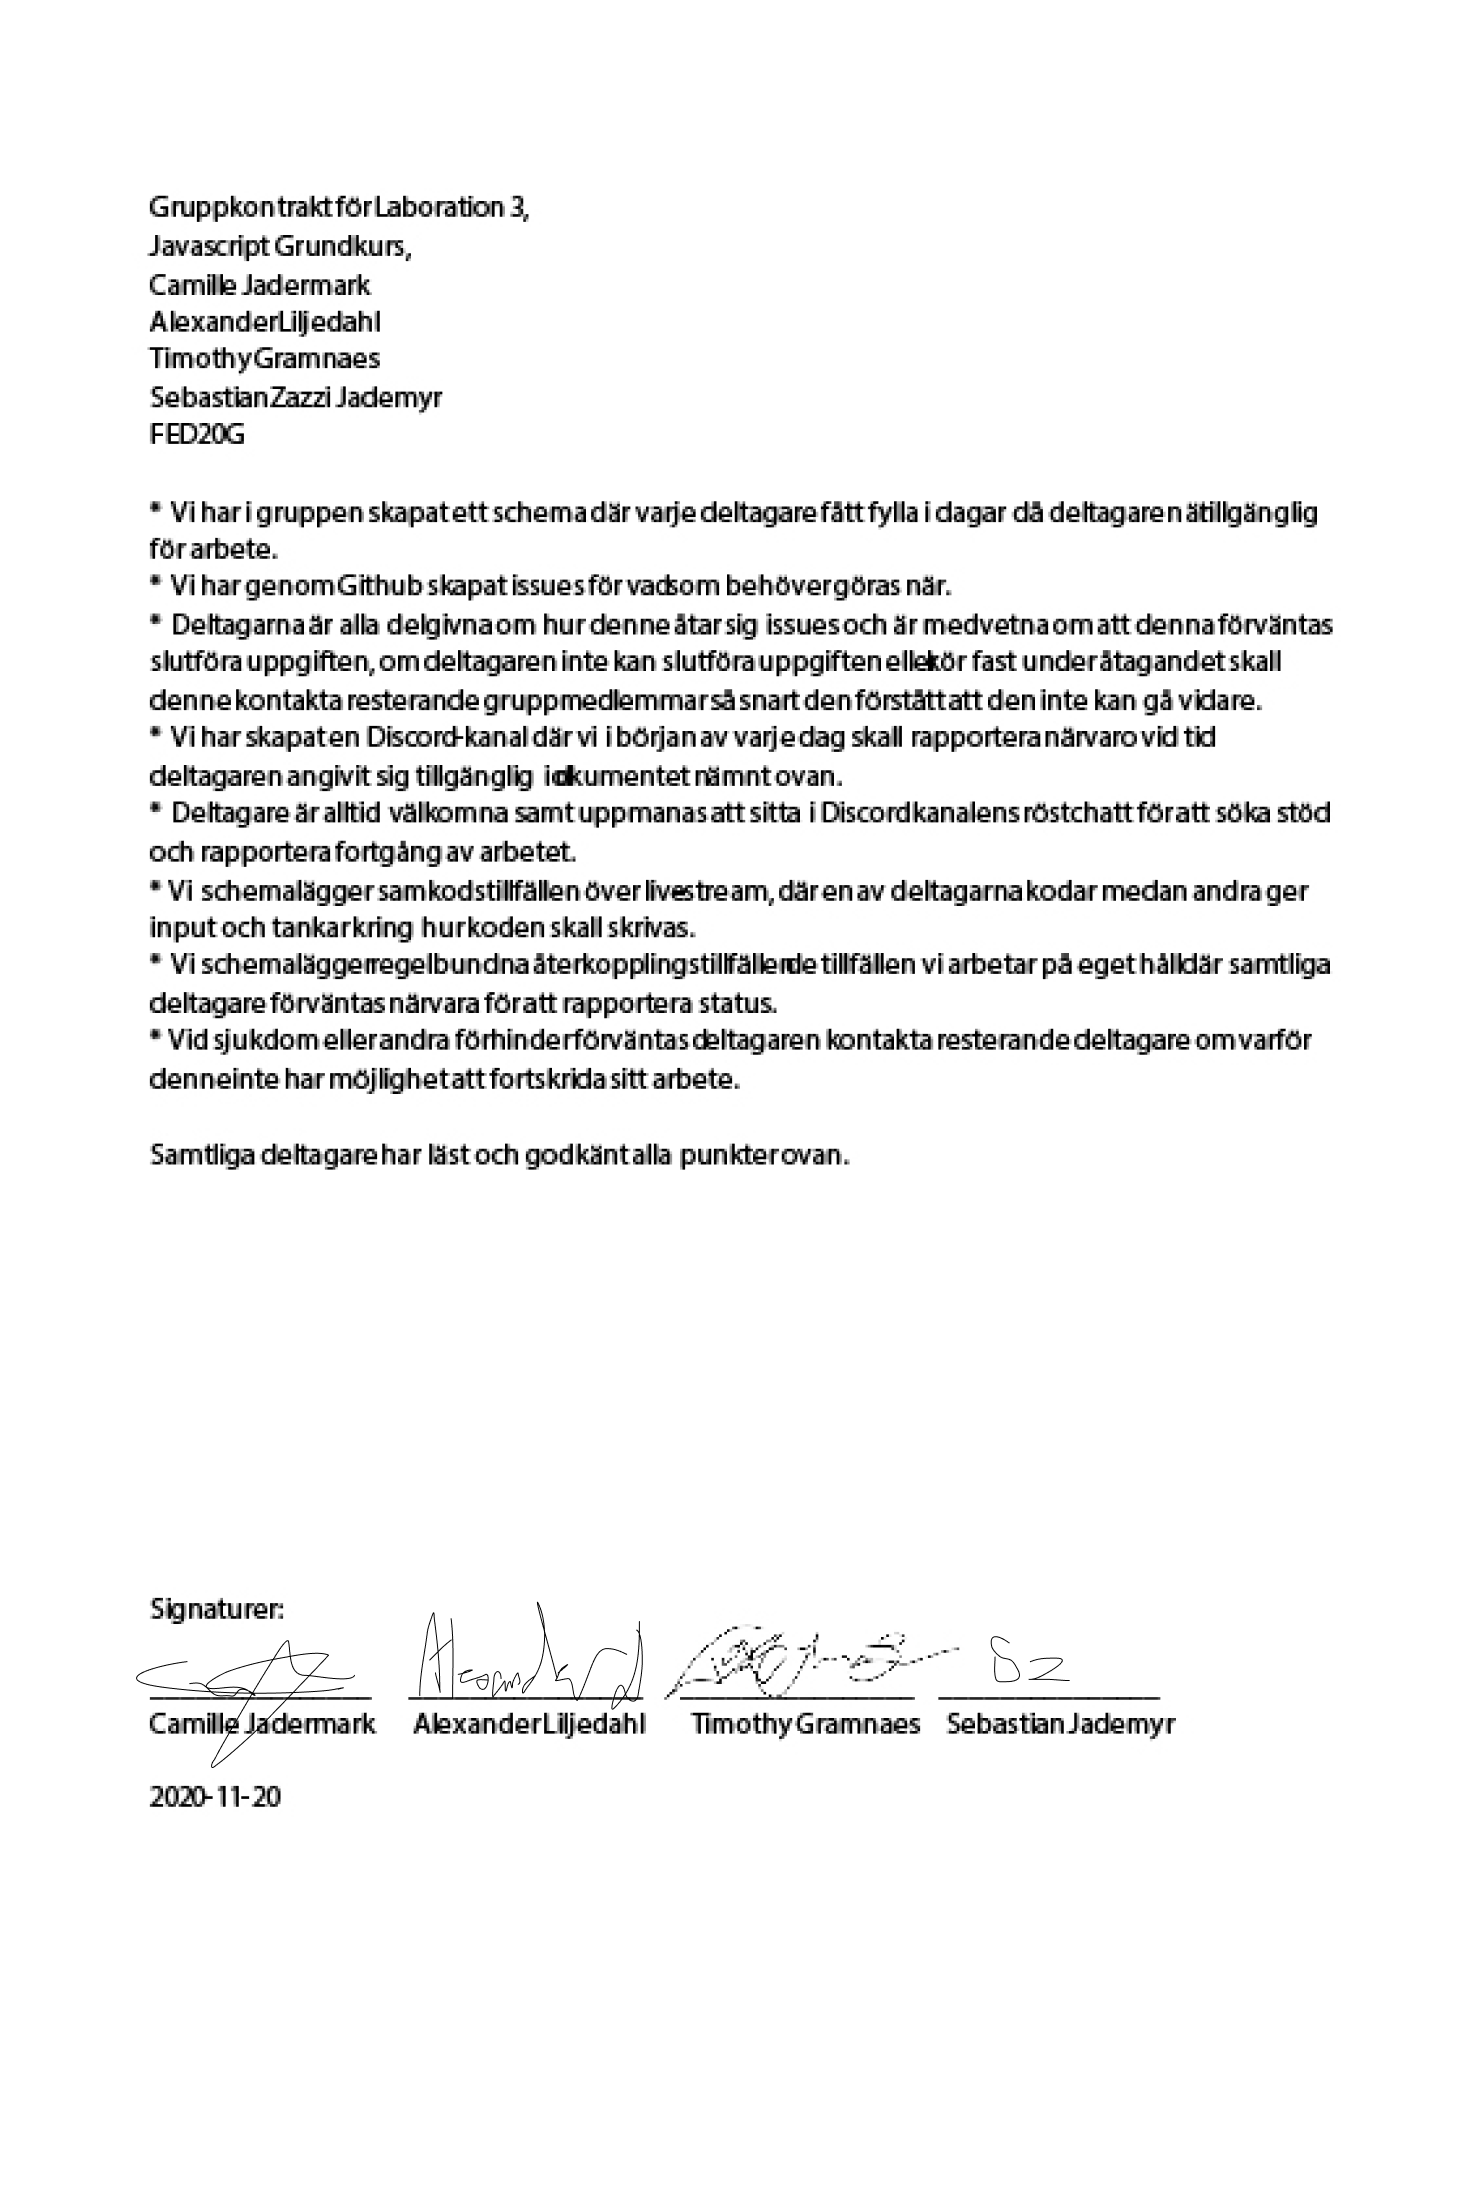 Gruppkontrakt för Laboration 3,
Javascript Grundkurs,
Camille Jadermark
Alexander Liljedahl
Timothy Gramnaes
Sebastian Zazzi Jademyr
FED20G
* Vi har i gruppen skapat ett schema där varje deltagare fått fylla i dagar då deltagaren ä tillgänglig
för arbete.
* Vi har genom Github skapat issues för vad som behöver göras när.
* Deltagarna är alla delgivna om hur denne åtar sig issues och är medvetna om att denna förväntas
slutföra uppgiften, om deltagaren inte kan slutföra uppgiften eller kör fast under åtagandet skall
denne kontakta resterande gruppmedlemmar så snart den förstått att den inte kan gå vidare.
* Vi har skapat en Discord-kanal där vi i början av varje dag skall rapportera närvaro vid tid
deltagaren angivit sig tillgänglig i dokumentet nämnt ovan.
* Deltagare är alltid välkomna samt uppmanas att sitta i Discordkanalens röstchatt för att söka stöd
och rapportera fortgång av arbetet.
* Vi schemalägger samkodstillfällen över livestream, där en av deltagarna kodar medan andra ger
input och tankar kring hur koden skall skrivas.
* Vi schemalägger regelbundna återkopplingstillfällen de tillfällen vi arbetar på eget håll där samtliga
deltagare förväntas närvara för att rapportera status.
* Vid sjukdom eller andra förhinder förväntas deltagaren kontakta resterande deltagare om varför
denne inte har möjlighet att fortskrida sitt arbete.
Samtliga deltagare har läst och godkänt alla punkter ovan.
Signaturer:
SZ
Camille Jadermark Alexander Liljedahl Timothy Gramnaes Sebastian Jademyr
2020-11-20